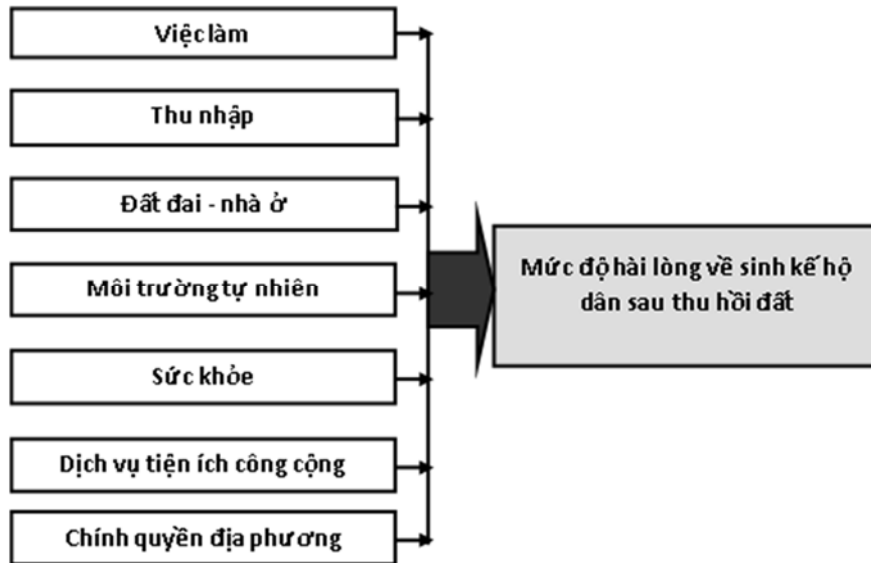 Việc làm
Thu nhập
Đất đai - nhà ở
Môi trường tự nhiên
Sức khỏe
Dịch vụ tiện ích công cộng
Chính quyền địa phương
Mức độ hài lòng về sinh kế hộ
dân sau thu hồi đất